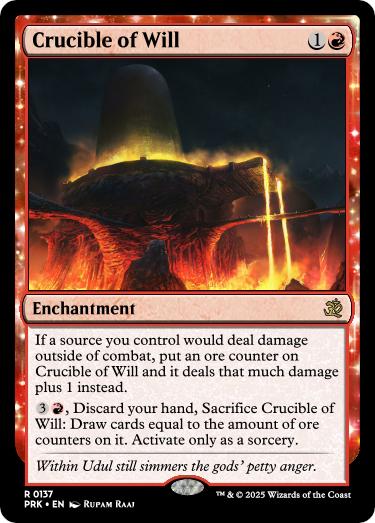 Crucible of Will 1
Enchantment
If a source you control would deal damage
outside of combat, put an ore counter on
Crucible of Will and it deals that much damage
plus 1 instead.
3, Discard your hand, Sacrifice Crucible of
Will: Draw cards equal to the amount of ore
counters on it. Activate only as a sorcery.
Within Udul still simmers the gods' petty anger.
R 0137
PRK • EN Rupam Raaj
™ & © 2025 Wizards of the Coast